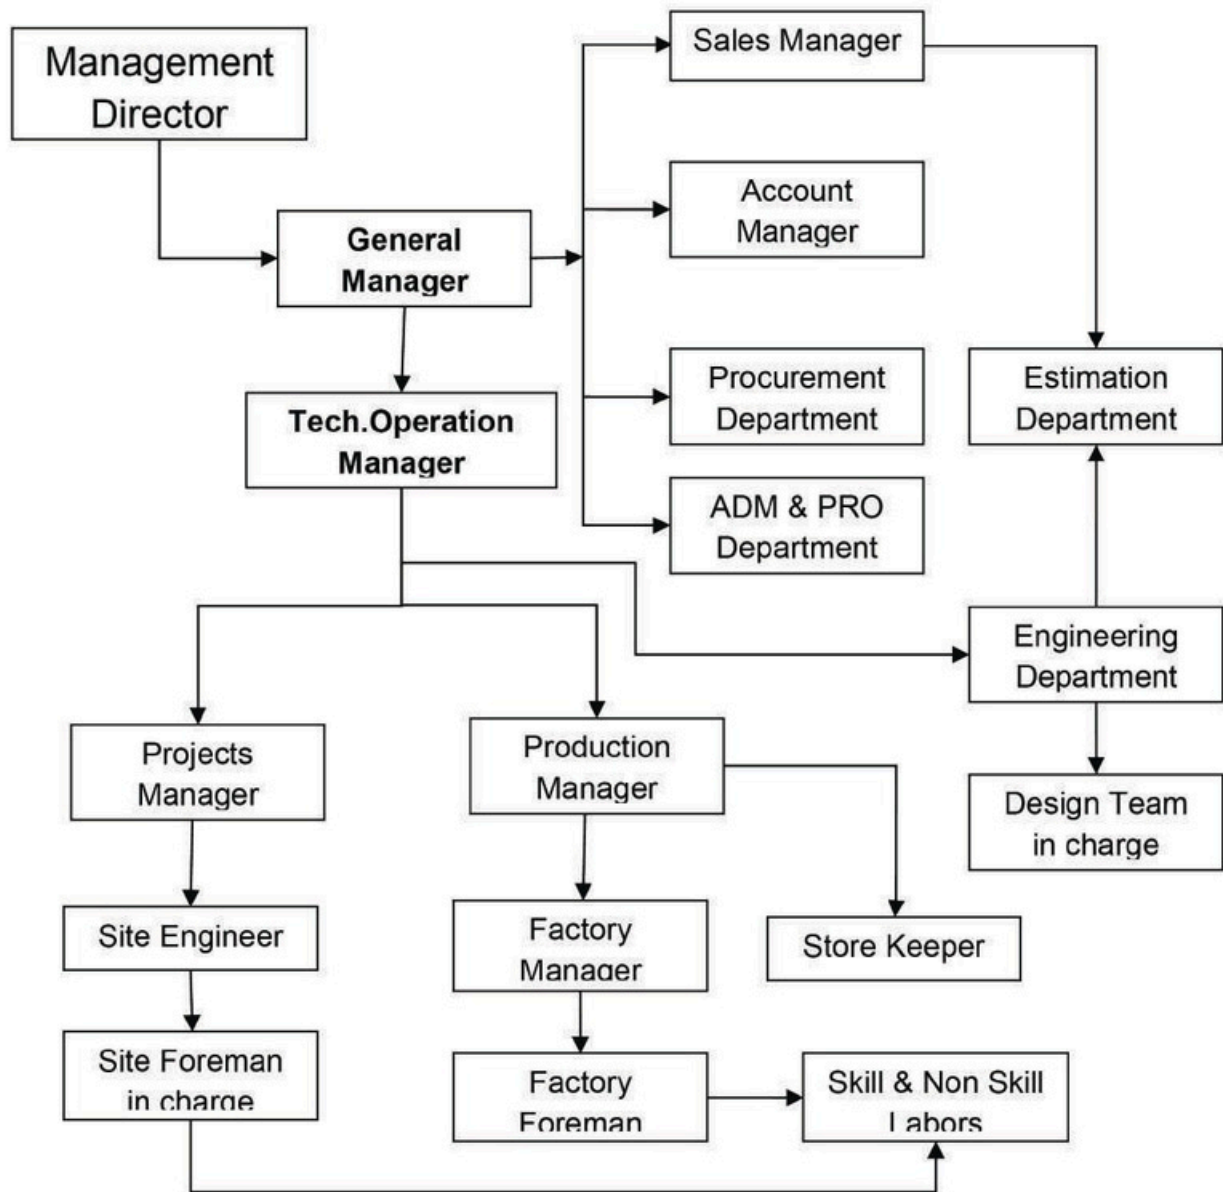 Management
Director
Sales Manager
Account
Manager
General
Manager
Procurement
Department
Estimation
Department
Tech.Operation
Manager
ADM & PRO
Department
Engineering
Department
Projects
Manager
Production
Manager
Design Team
in charge
Site Engineer
Factory
Manager
Store Keeper
Site Foreman
in charge
Factory
Foreman
Skill & Non Skill
Labors